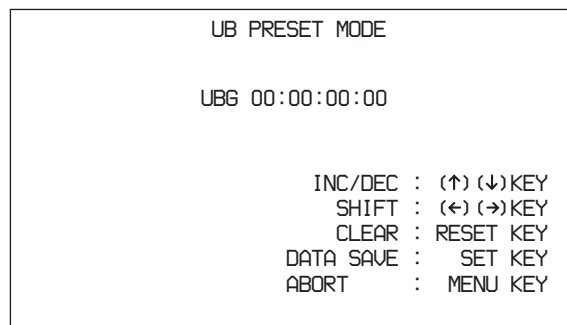 UB PRESET MODE
UBG 00:00:00:00
INC/DEC : (↑)(↓)KEY
SHIFT : (←)(→)KEY
CLEAR : RESET KEY
DATA SAVE : SET KEY
ABORT : MENU KEY